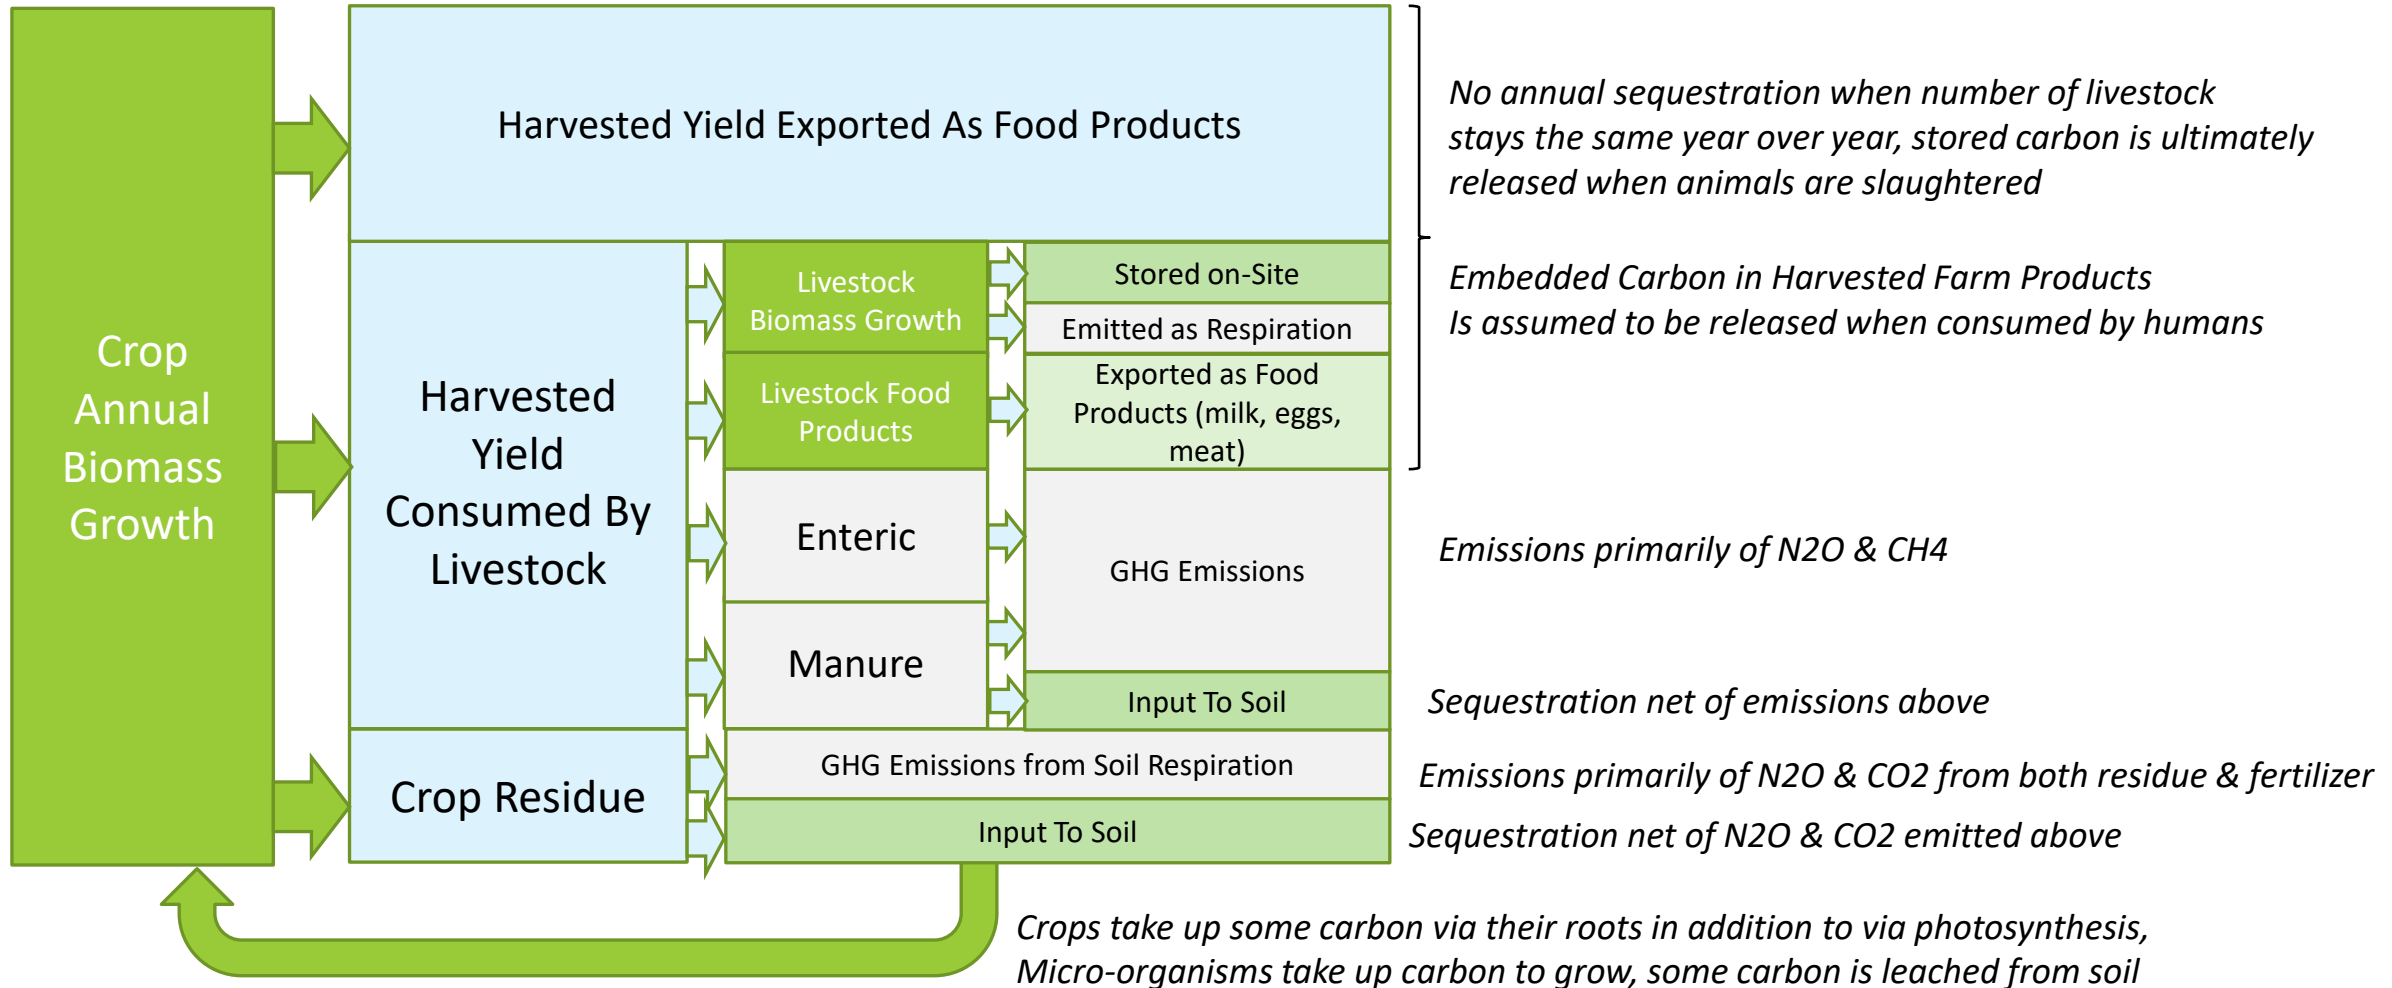 Crop
Annual
Biomass
Growth
Harvested Yield Exported As Food Products
Harvested
Yield
Consumed By
Livestock
Crop Residue
Livestock
Biomass Growth
Livestock Food
Products
Enteric
Manure
Stored on-Site
Emitted as Respiration
Exported as Food
Products (milk, eggs,
meat)
GHG Emissions
Input To Soil
GHG Emissions from Soil Respiration
Input To Soil
No annual sequestration when number of livestock
stays the same year over year, stored carbon is ultimately
released when animals are slaughtered
Embedded Carbon in Harvested Farm Products
Is assumed to be released when consumed by humans
Emissions primarily of N2O & CH4
Sequestration net of emissions above
Emissions primarily of N2O & CO2 from both residue & fertilizer
Sequestration net of N2O & CO2 emitted above
Crops take up some carbon via their roots in addition to via photosynthesis,
Micro-organisms take up carbon to grow, some carbon is leached from soil